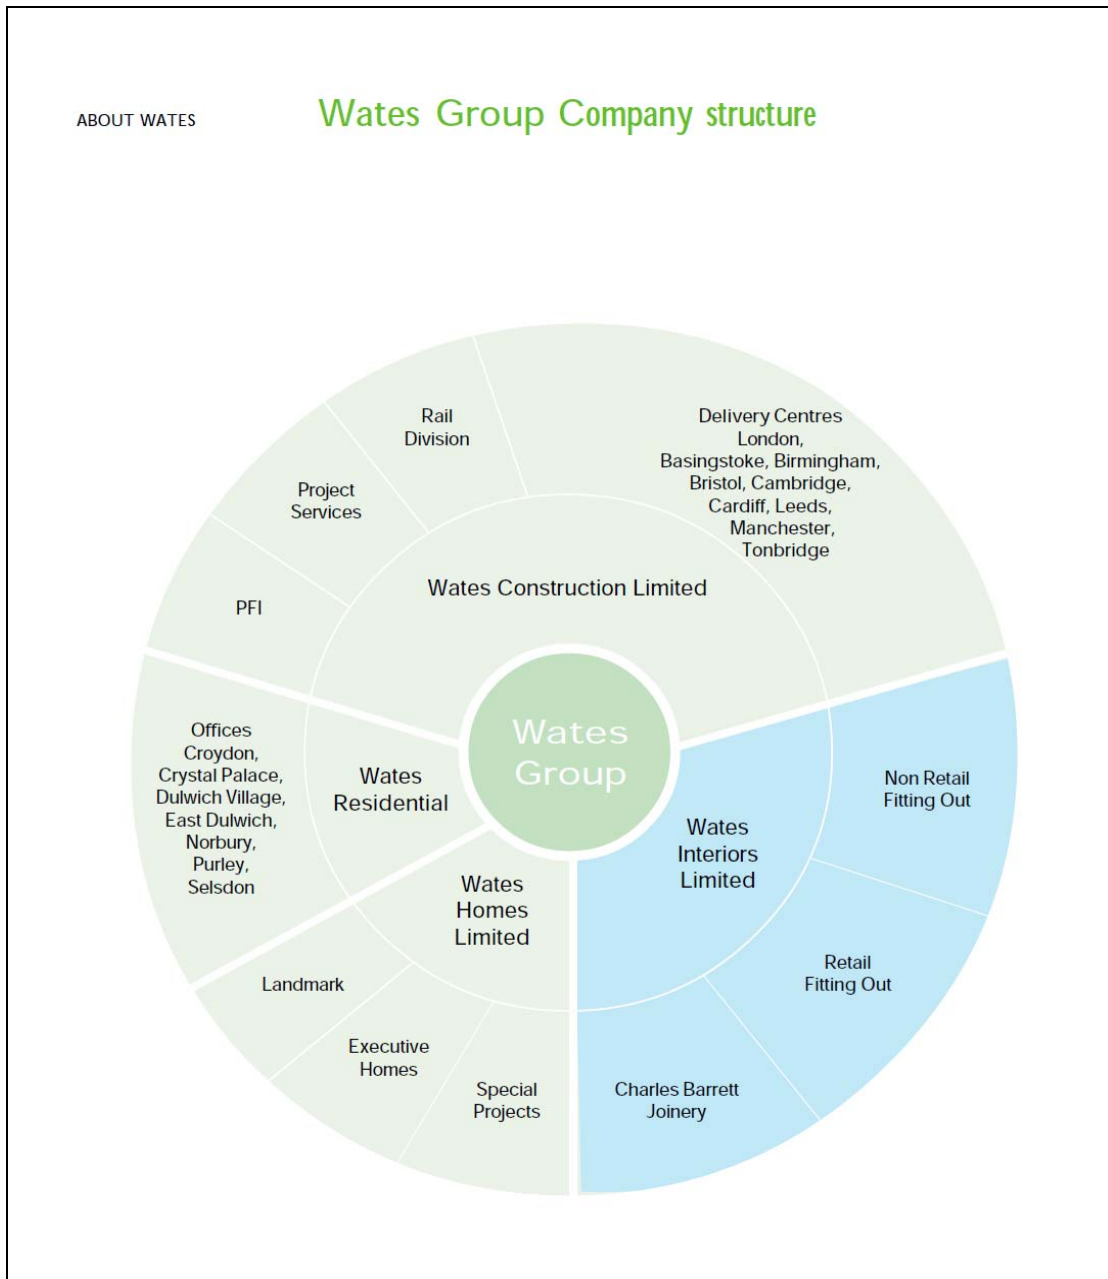 ABOUT WATES
Wates Group Company structure
Rail
Division
Delivery Centres
London,
Basingstoke, Birmingham,
Bristol, Cambridge,
Cardiff, Leeds,
Manchester,
Tonbridge
Project
Services
PFI
Wates Construction Limited
Wates
Group
Offices
Croydon,
Crystal Palace,
Dulwich Village,
East Dulwich,
Norbury,
Purley,
Selsdon
Wates
Residential
Wates
Homes
Limited
Wates
Interiors
Limited
Non Retail
Fitting Out
Retail
Fitting Out
Landmark
Executive
Homes
Special
Projects
Charles Barrett
Joinery